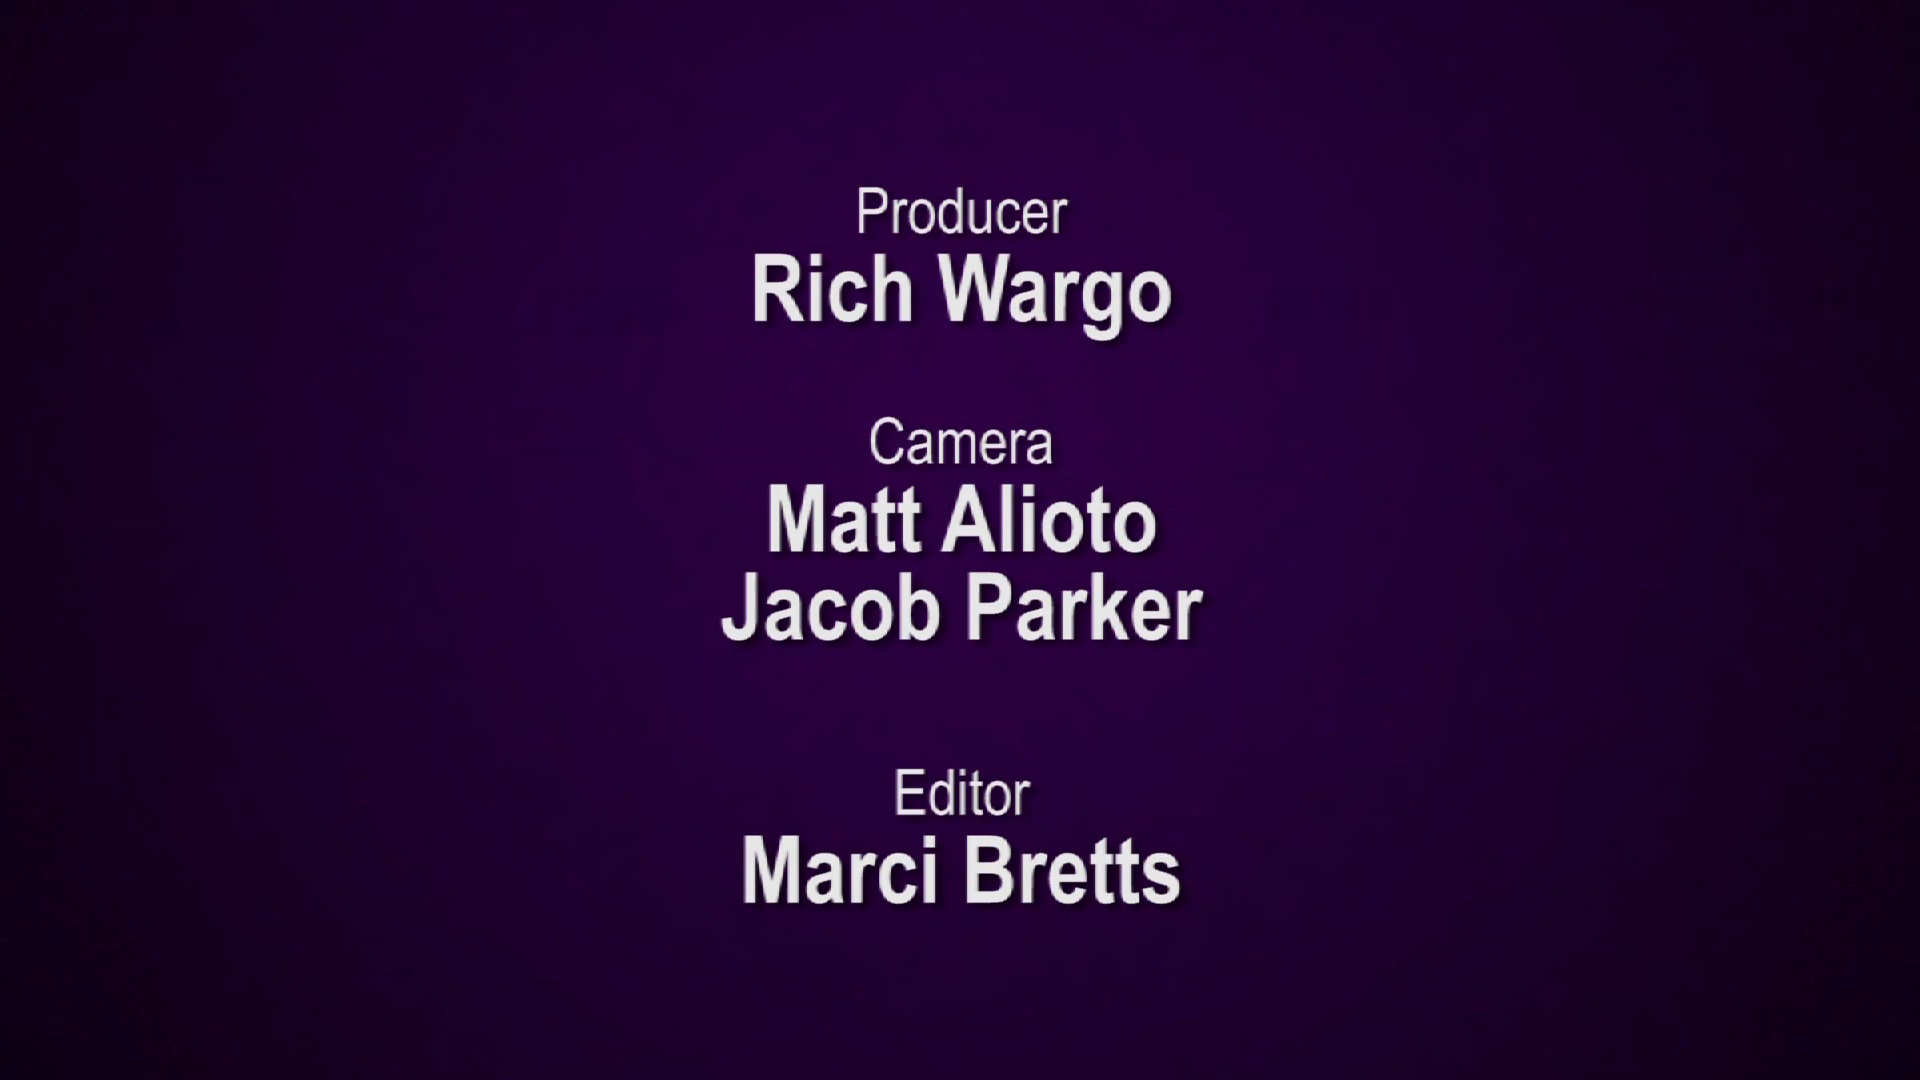 Producer
Rich Wargo
Camera
Matt Alioto
Jacob Parker
Editor
Marci Bretts